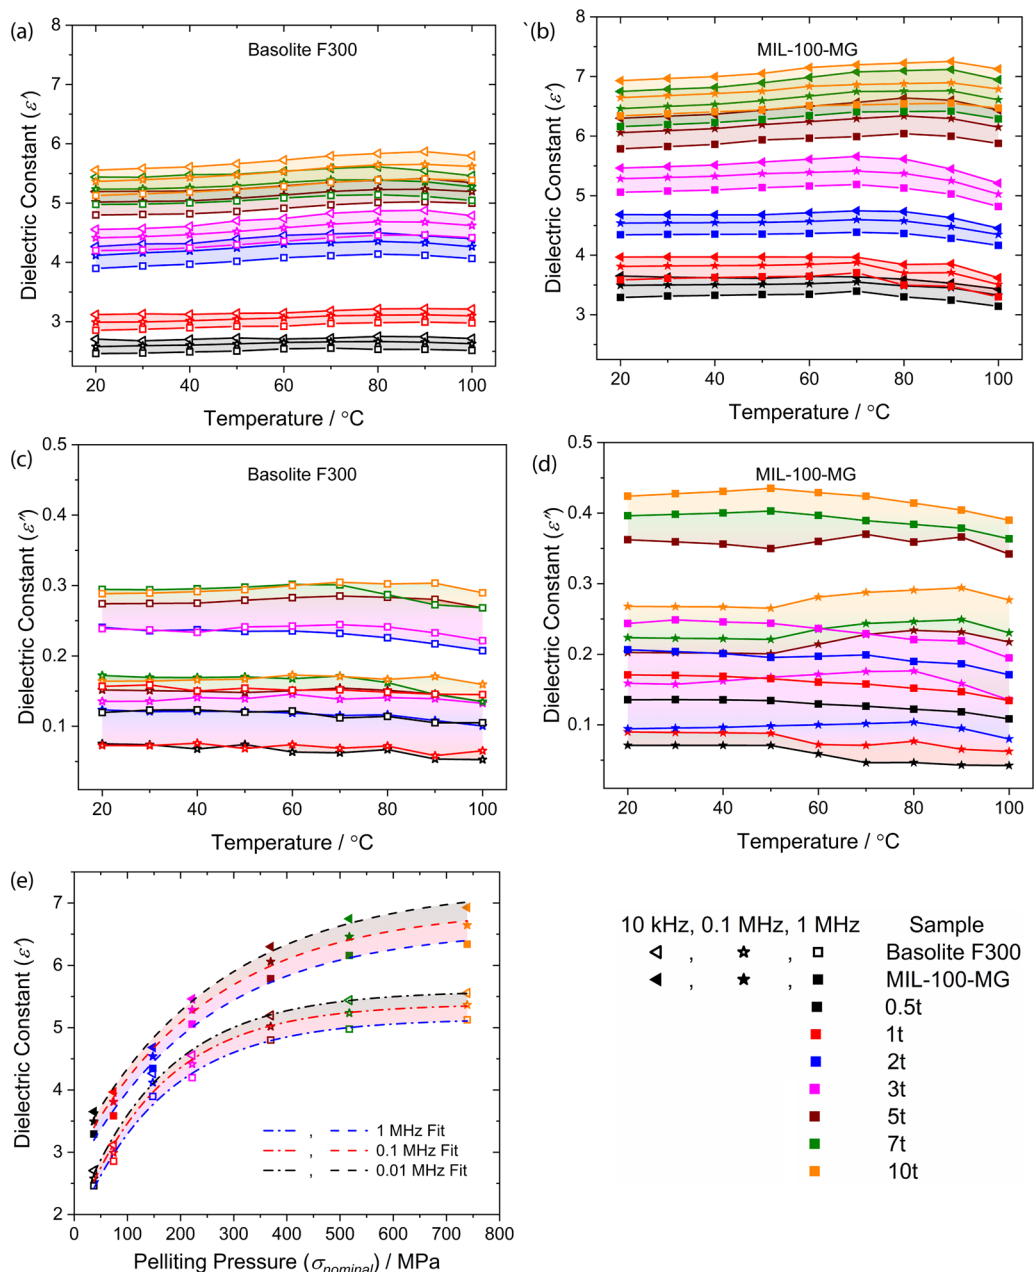 (a)
Basolite F300
Dielectric Constant (ε′)
8
7
6
5
4
3
20 40 60 80 100
Temperature / °C
`(b)
MIL-100-MG
Dielectric Constant (ε′)
8
7
6
5
4
3
20 40 60 80 100
Temperature / °C
(c)
Basolite F300
Dielectric Constant (ε″)
0.5
0.4
0.3
0.2
0.1
20 40 60 80 100
Temperature / °C
(d)
MIL-100-MG
Dielectric Constant (ε″)
0.5
0.4
0.3
0.2
0.1
20 40 60 80 100
Temperature / °C
(e)
Dielectric Constant (ε′)
7
6
5
4
3
2
0 100 200 300 400 500 600 700 800
Pelliting Pressure (σnominal) / MPa
, 1 MHz Fit
, 0.1 MHz Fit
, 0.01 MHz Fit
10 kHz, 0.1 MHz, 1 MHz Sample
, , Basolite F300
, , MIL-100-MG
0.5t
1t
2t
3t
5t
7t
10t